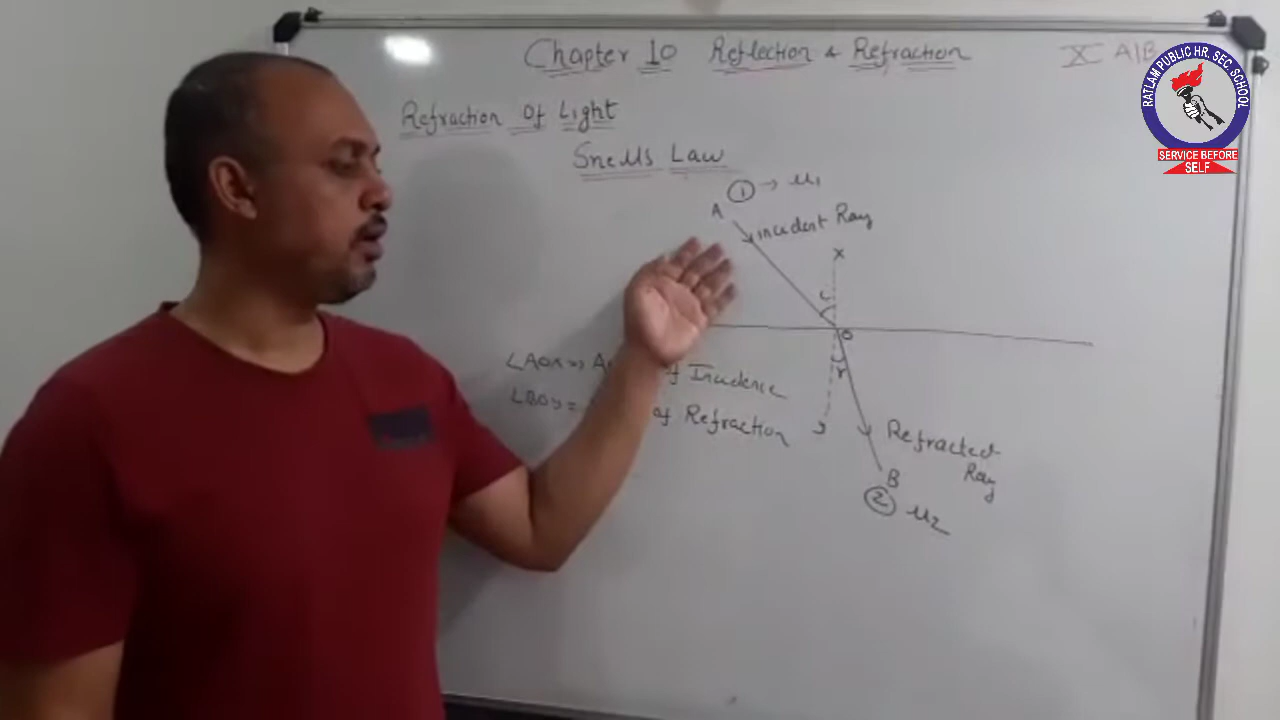 Chapter 10 Reflection & Refraction
X A|B
RATLAM PUBLIC HR. SEC. SCHOOL
SERVICE BEFORE
SELF
Refraction Of Light
Snells Law
① → μ1
A
incident Ray
x
i
O
r
∠AOX => of Incidence
∠BOY = of Refraction
y
Refracted
Ray
B
② μ2